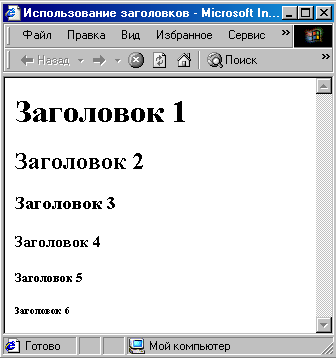 Использование заголовков - Microsoft In...
Файл Правка Вид Избранное Сервис »
Назад Поиск »
Заголовок 1
Заголовок 2
Заголовок 3
Заголовок 4
Заголовок 5
Заголовок 6
Готово Мой компьютер